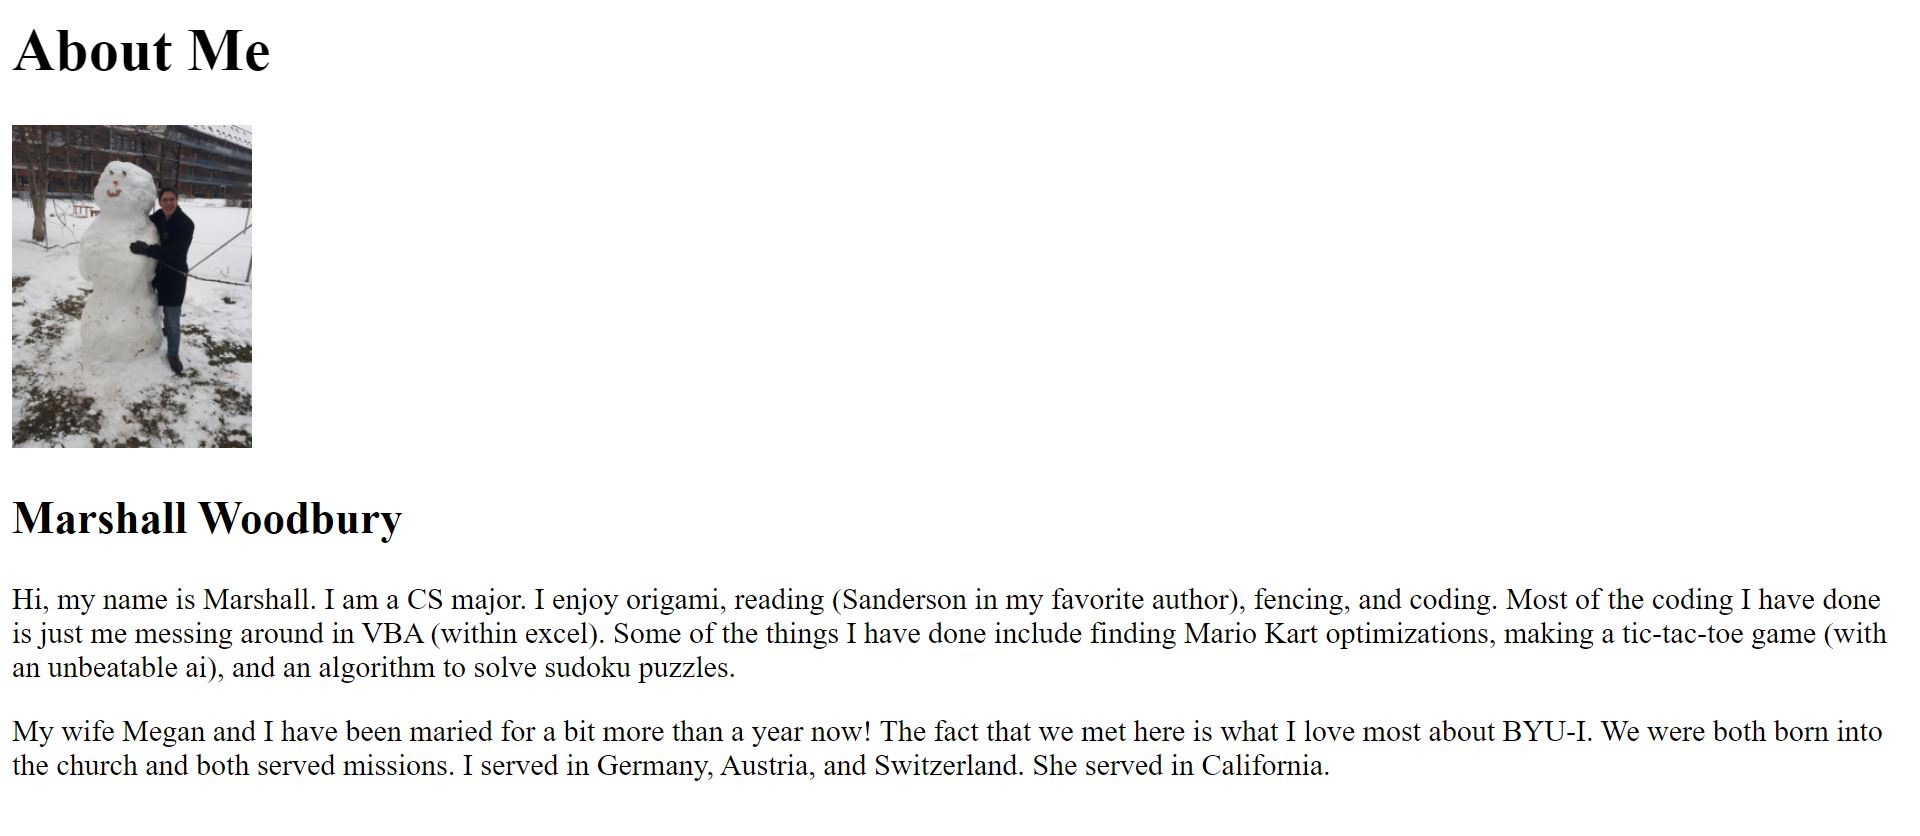 About Me
Marshall Woodbury
Hi, my name is Marshall. I am a CS major. I enjoy origami, reading (Sanderson in my favorite author), fencing, and coding. Most of the coding I have done
is just me messing around in VBA (within excel). Some of the things I have done include finding Mario Kart optimizations, making a tic-tac-toe game (with
an unbeatable ai), and an algorithm to solve sudoku puzzles.
My wife Megan and I have been maried for a bit more than a year now! The fact that we met here is what I love most about BYU-I. We were both born into
the church and both served missions. I served in Germany, Austria, and Switzerland. She served in California.